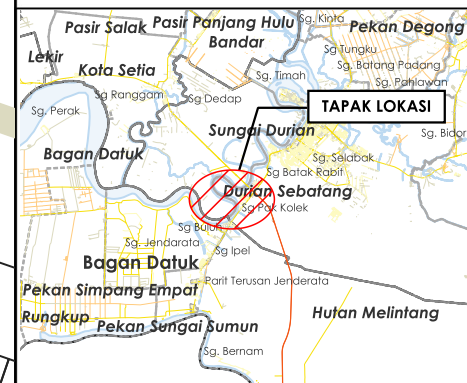 Sg. Kinta
Pasir Salak
Pasir Panjang Hulu
Bandar
Pekan Degong
Lekir
Sg Tungku
Sg. Batang Padang
Kota Setia
Sg. Timah
Sg. Pahlawan
Sg Ranggam
Sg Dedap
TAPAK LOKASI
Sg. Perak
Sungai Durian
Sg. Bidor
Bagan Datuk
Sg. Selabak
Sg Batak Rabit
Durian Sebatang
Sg Pak Kolek
Sg Buluh
Sg. Jendarata
Sg Ipel
Bagan Datuk
Parit Terusan Jenderata
Pekan Simpang Empat
Rungkup
Pekan Sungai Sumun
Hutan Melintang
Sg. Bernam